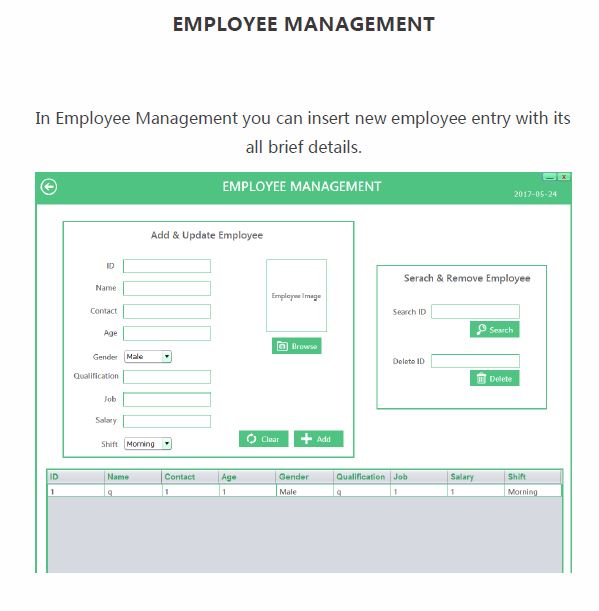 EMPLOYEE MANAGEMENT
In Employee Management you can insert new employee entry with its
all brief details.
EMPLOYEE MANAGEMENT
x
2017-05-24
Add & Update Employee
ID
Name
Contact
Age
Gender Male
Qualification
Job
Salary
Shift Morning
Employee Image
Browse
Clear Add
Serach & Remove Employee
Search ID
Search
Delete ID
Delete
ID Name Contact Age Gender Qualification Job Salary Shift
1 q 1 1 Male q 1 1 Morning